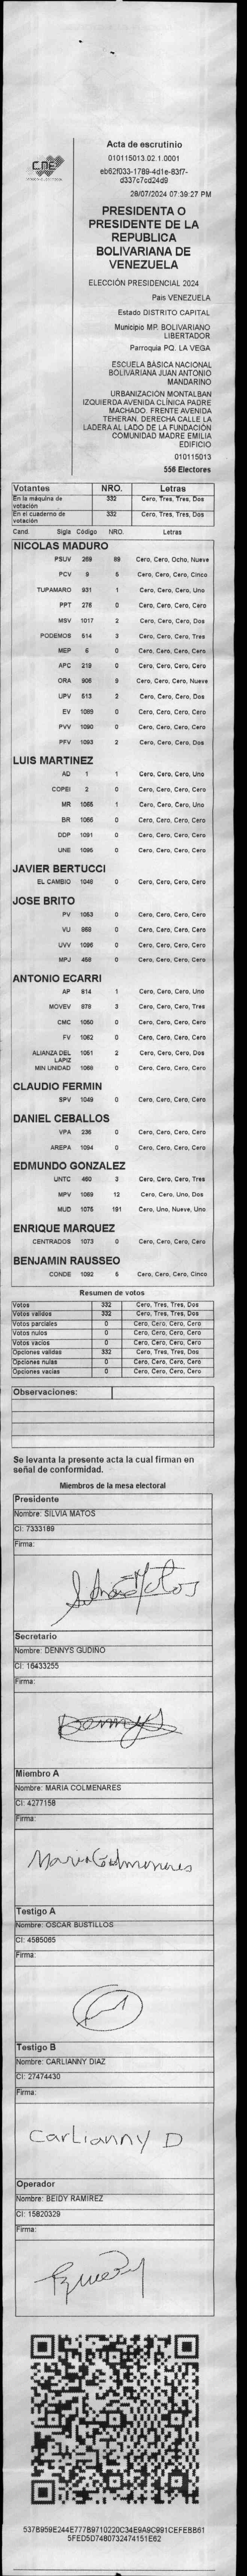 CNE
Acta de escrutinio
010115013.02.1.0001
eb62f033-1789-4d1e-83f7-
d337c7cd24d9
28/07/2024 07:39:27 PM
PRESIDENTA O
PRESIDENTE DE LA
REPUBLICA
BOLIVARIANA DE
VENEZUELA
ELECCIÓN PRESIDENCIAL 2024
País VENEZUELA
Estado DISTRITO CAPITAL
Municipio MP. BOLIVARIANO
LIBERTADOR
Parroquia PQ. LA VEGA
ESCUELA BÁSICA NACIONAL
BOLIVARIANA JUAN ANTONIO
MANDARINO
URBANIZACIÓN MONTALBAN
IZQUIERDA AVENIDA CLÍNICA PADRE
MACHADO. FRENTE AVENIDA
TEHERAN. DERECHA CALLE LA
LADERA AL LADO DE LA FUNDACIÓN
COMUNIDAD MADRE EMILIA
EDIFICIO
010115013
556 Electores
Votantes NRO. Letras
En la máquina de votación 332 Cero, Tres, Tres, Dos
En el cuaderno de votación 332 Cero, Tres, Tres, Dos
Cand. Sigla Código NRO. Letras
NICOLAS MADURO
PSUV 269 89 Cero, Cero, Ocho, Nueve
PCV 9 5 Cero, Cero, Cero, Cinco
TUPAMARO 931 1 Cero, Cero, Cero, Uno
PPT 276 0 Cero, Cero, Cero, Cero
MSV 1017 2 Cero, Cero, Cero, Dos
PODEMOS 514 3 Cero, Cero, Cero, Tres
MEP 6 0 Cero, Cero, Cero, Cero
APC 219 0 Cero, Cero, Cero, Cero
ORA 906 9 Cero, Cero, Cero, Nueve
UPV 513 2 Cero, Cero, Cero, Dos
EV 1089 0 Cero, Cero, Cero, Cero
PVV 1090 0 Cero, Cero, Cero, Cero
PFV 1093 2 Cero, Cero, Cero, Dos
LUIS MARTINEZ
AD 1 1 Cero, Cero, Cero, Uno
COPEI 2 0 Cero, Cero, Cero, Cero
MR 1065 1 Cero, Cero, Cero, Uno
BR 1066 0 Cero, Cero, Cero, Cero
DDP 1091 0 Cero, Cero, Cero, Cero
UNE 1095 0 Cero, Cero, Cero, Cero
JAVIER BERTUCCI
EL CAMBIO 1048 0 Cero, Cero, Cero, Cero
JOSE BRITO
PV 1053 0 Cero, Cero, Cero, Cero
VU 868 0 Cero, Cero, Cero, Cero
UVV 1096 0 Cero, Cero, Cero, Cero
MPJ 458 0 Cero, Cero, Cero, Cero
ANTONIO ECARRI
AP 814 1 Cero, Cero, Cero, Uno
MOVEV 878 3 Cero, Cero, Cero, Tres
CMC 1050 0 Cero, Cero, Cero, Cero
FV 1062 0 Cero, Cero, Cero, Cero
ALIANZA DEL LAPIZ 1051 2 Cero, Cero, Cero, Dos
MIN UNIDAD 1088 0 Cero, Cero, Cero, Cero
CLAUDIO FERMIN
SPV 1049 0 Cero, Cero, Cero, Cero
DANIEL CEBALLOS
VPA 236 0 Cero, Cero, Cero, Cero
AREPA 1094 0 Cero, Cero, Cero, Cero
EDMUNDO GONZALEZ
UNTC 460 3 Cero, Cero, Cero, Tres
MPV 1069 12 Cero, Cero, Uno, Dos
MUD 1075 191 Cero, Uno, Nueve, Uno
ENRIQUE MARQUEZ
CENTRADOS 1073 0 Cero, Cero, Cero, Cero
BENJAMIN RAUSSEO
CONDE 1092 5 Cero, Cero, Cero, Cinco
Resumen de votos
Votos 332 Cero, Tres, Tres, Dos
Votos validos 332 Cero, Tres, Tres, Dos
Votos parciales 0 Cero, Cero, Cero, Cero
Votos nulos 0 Cero, Cero, Cero, Cero
Votos vacios 0 Cero, Cero, Cero, Cero
Opciones validas 332 Cero, Tres, Tres, Dos
Opciones nulas 0 Cero, Cero, Cero, Cero
Opciones vacias 0 Cero, Cero, Cero, Cero
Observaciones:
Se levanta la presente acta la cual firman en
señal de conformidad.
Miembros de la mesa electoral
Presidente
Nombre: SILVIA MATOS
CI: 7333189
Firma:
Secretario
Nombre: DENNYS GUDIÑO
CI: 16433255
Firma:
Dennys
Miembro A
Nombre: MARIA COLMENARES
CI: 4277158
Firma:
Maria Colmenares
Testigo A
Nombre: OSCAR BUSTILLOS
CI: 4585065
Firma:
Testigo B
Nombre: CARLIANNY DIAZ
CI: 27474430
Firma:
Carlianny D
Operador
Nombre: BEIDY RAMIREZ
CI: 15820329
Firma:
537B959E244E777B9710220C34E9A9C991CEFEBB61
5FED5D7480732474151E62